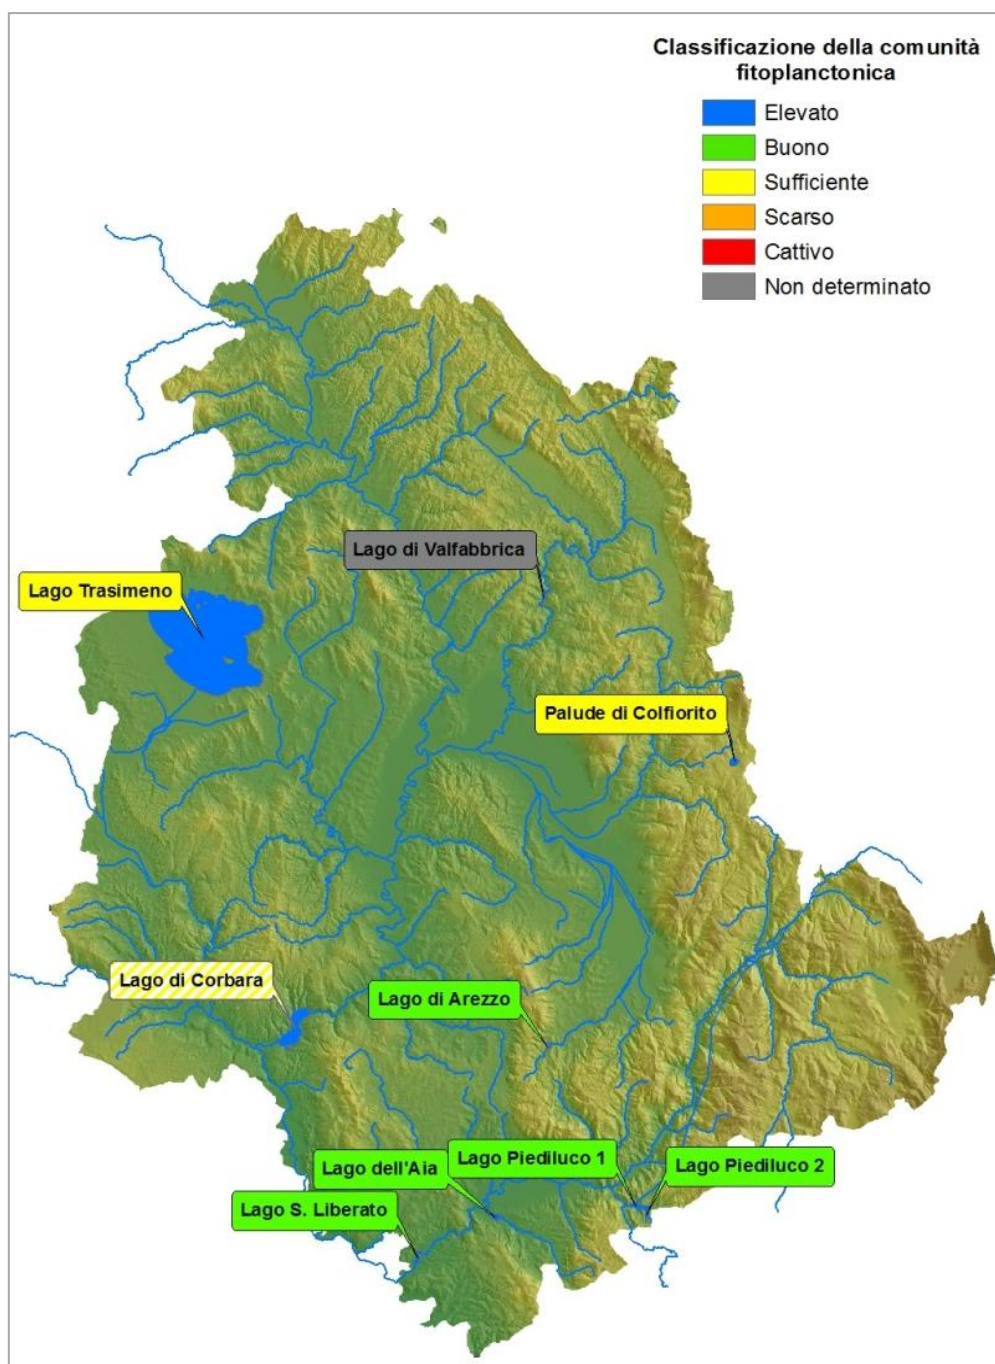 Classificazione della comunità
fitoplanctonica
Elevato
Buono
Sufficiente
Scarso
Cattivo
Non determinato
Lago di Valfabbrica
Lago Trasimeno
Palude di Colfiorito
Lago di Corbara
Lago di Arezzo
Lago Piediluco 1
Lago Piediluco 2
Lago dell'Aia
Lago S. Liberato